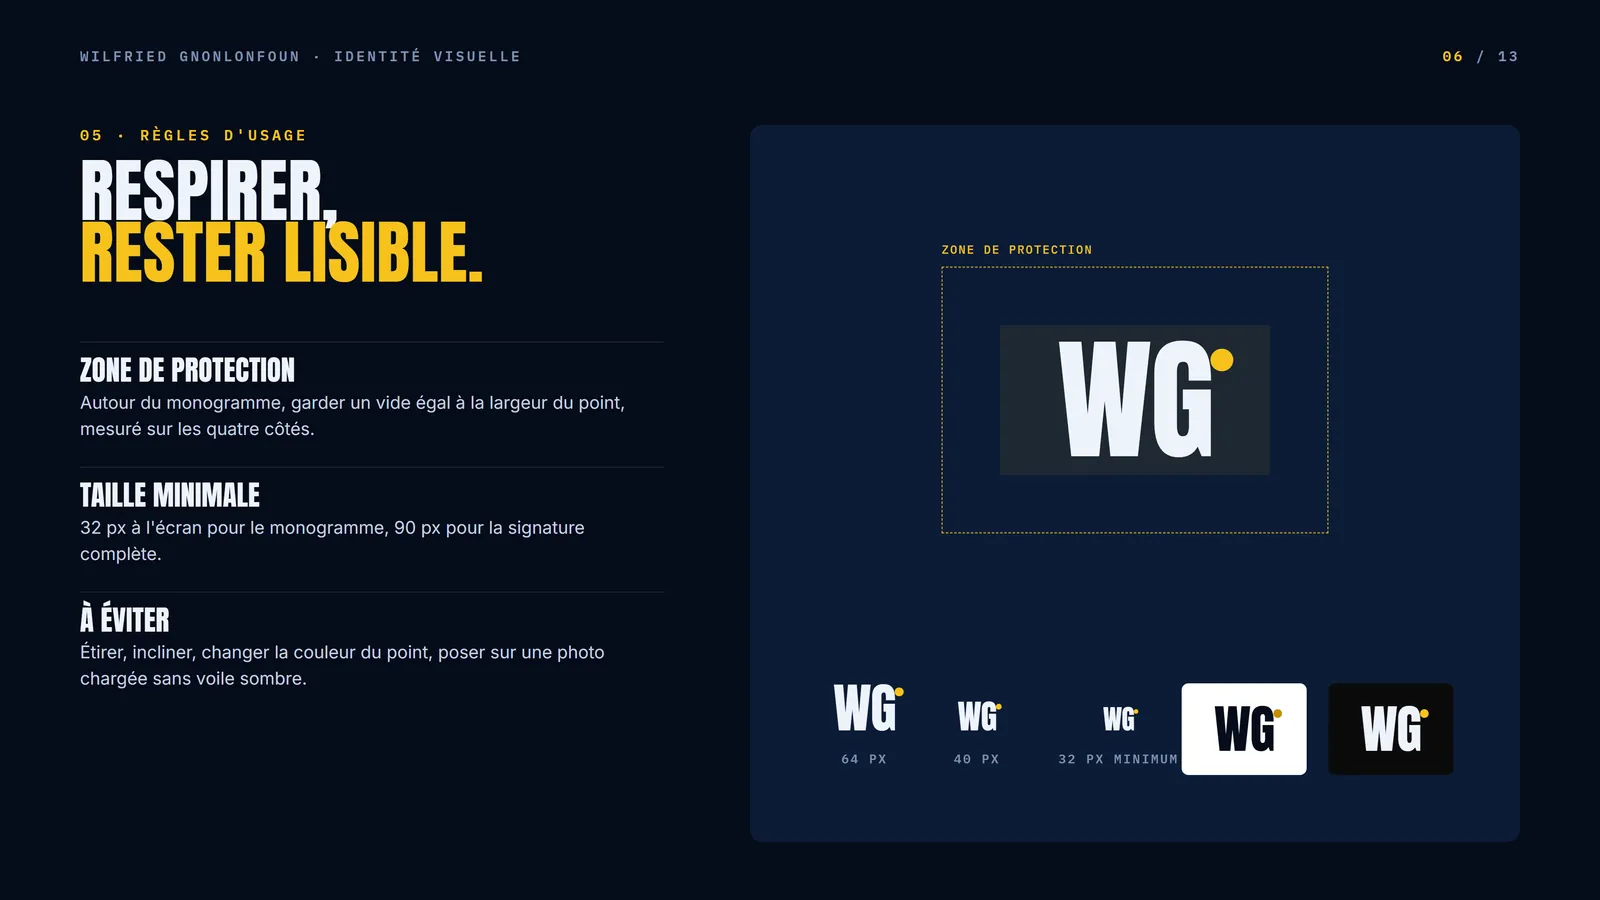 WILFRIED GNONLONFOUN · IDENTITÉ VISUELLE
06 / 13
05 · RÈGLES D'USAGE
RESPIRER,
RESTER LISIBLE.
ZONE DE PROTECTION
Autour du monogramme, garder un vide égal à la largeur du point,
mesuré sur les quatre côtés.
TAILLE MINIMALE
32 px à l'écran pour le monogramme, 90 px pour la signature
complète.
À ÉVITER
Étirer, incliner, changer la couleur du point, poser sur une photo
chargée sans voile sombre.
ZONE DE PROTECTION
WG
WG
64 PX
WG
40 PX
WG
32 PX MINIMUM
WG
WG